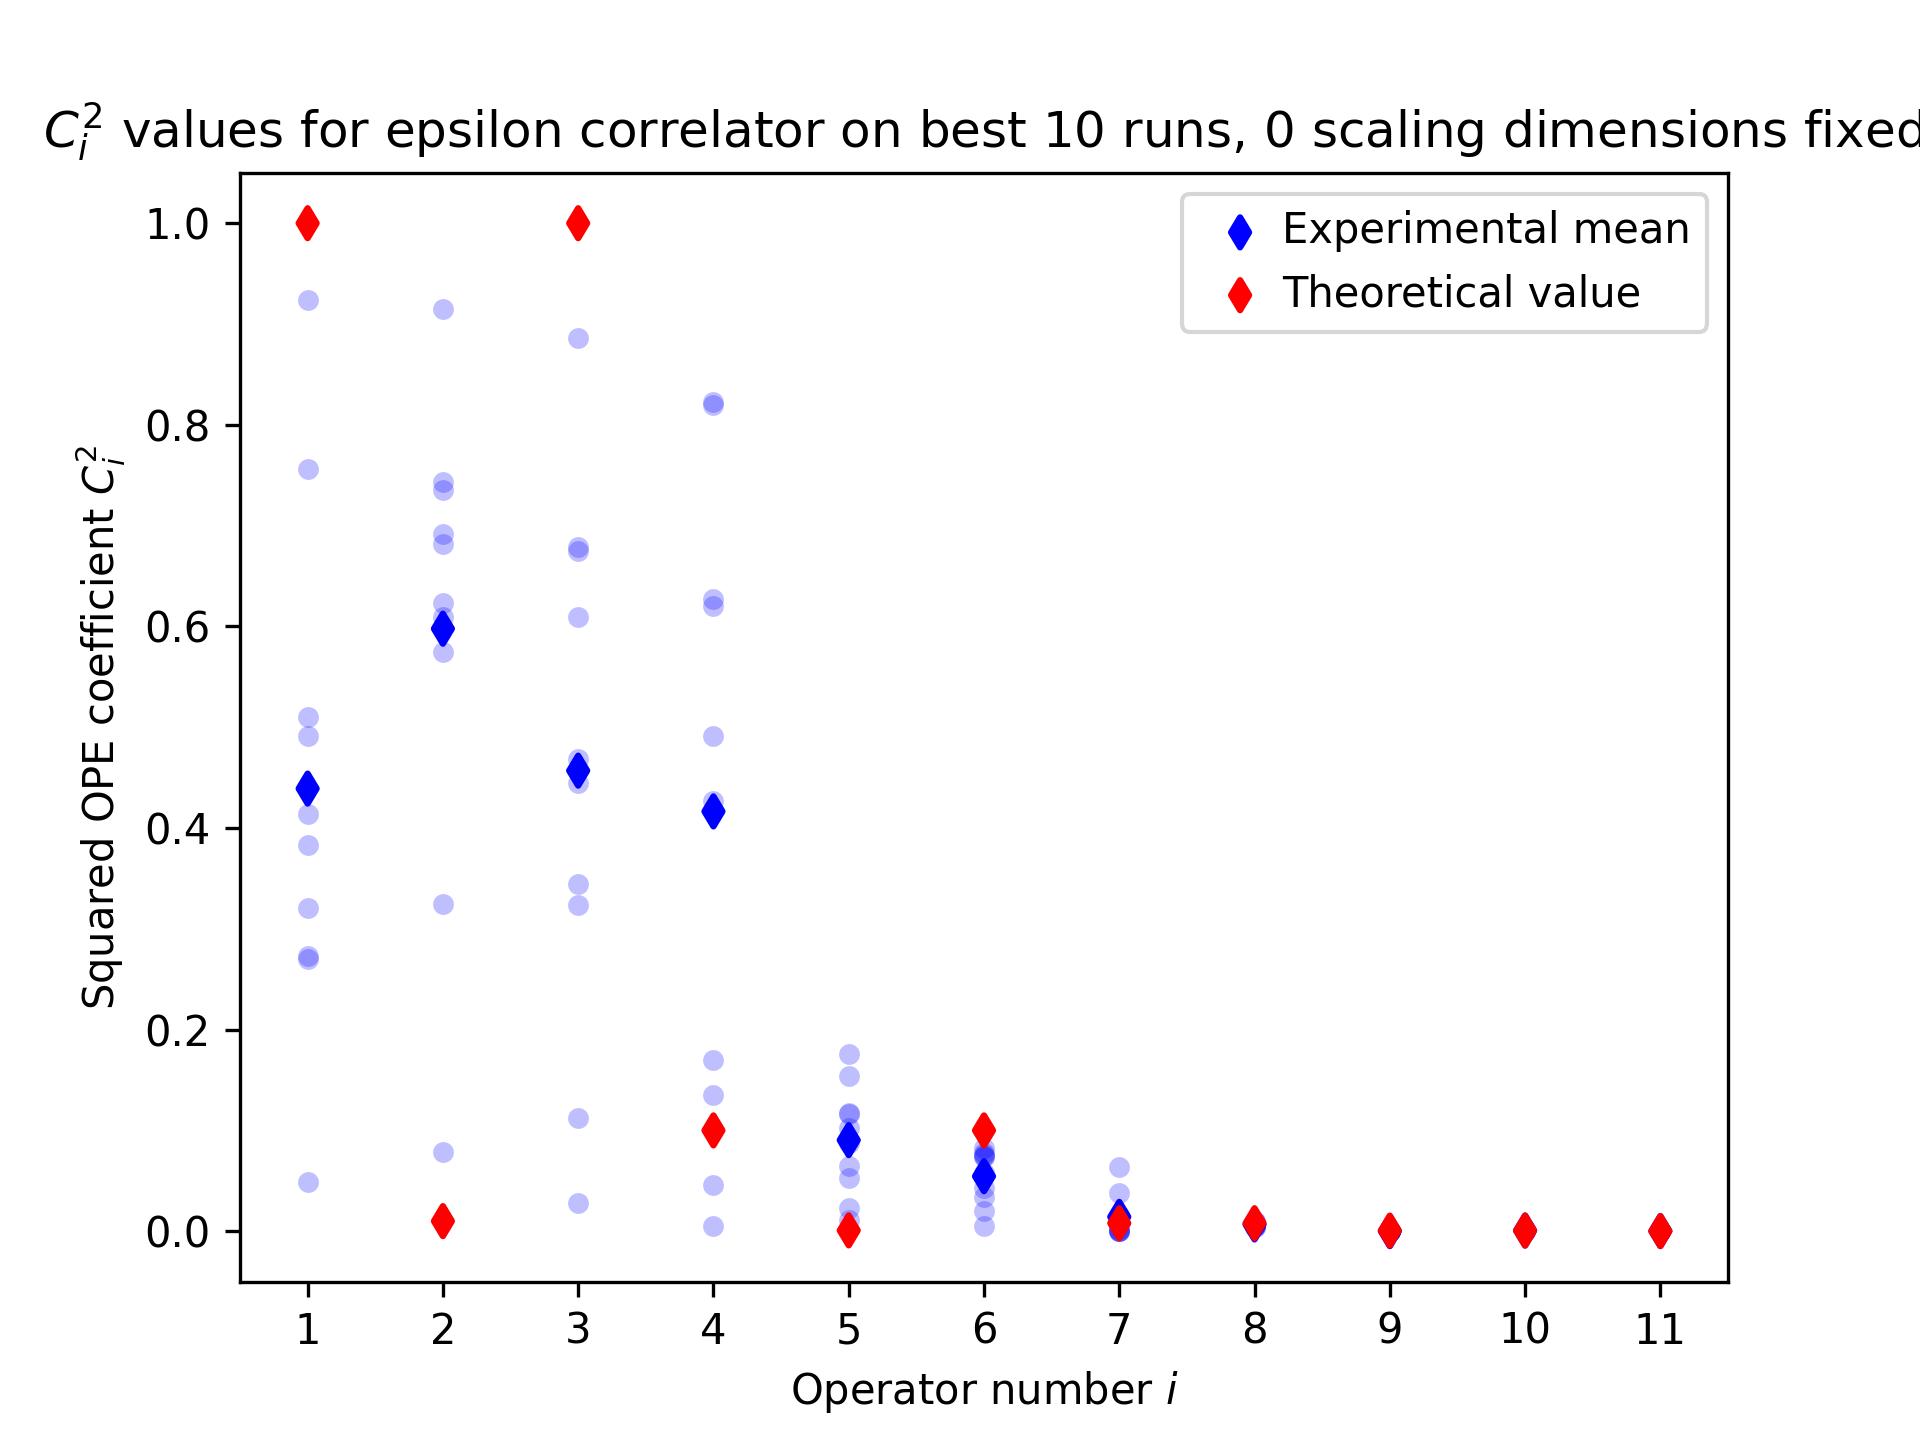 C_i^2 values for epsilon correlator on best 10 runs, 0 scaling dimensions fixed
Experimental mean
Theoretical value
1.0
0.8
0.6
0.4
0.2
0.0
Squared OPE coefficient C_i^2
1 2 3 4 5 6 7 8 9 10 11
Operator number i